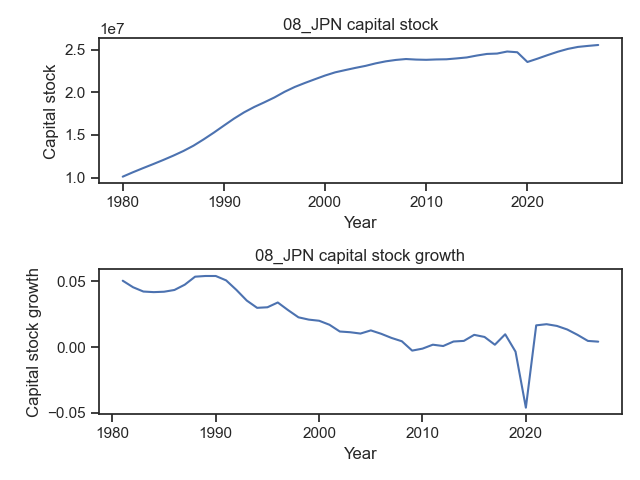 08_JPN capital stock
1e7
2.5
2.0
1.5
1.0
Capital stock
1980 1990 2000 2010 2020
Year
08_JPN capital stock growth
0.05
0.00
−0.05
Capital stock growth
1980 1990 2000 2010 2020
Year